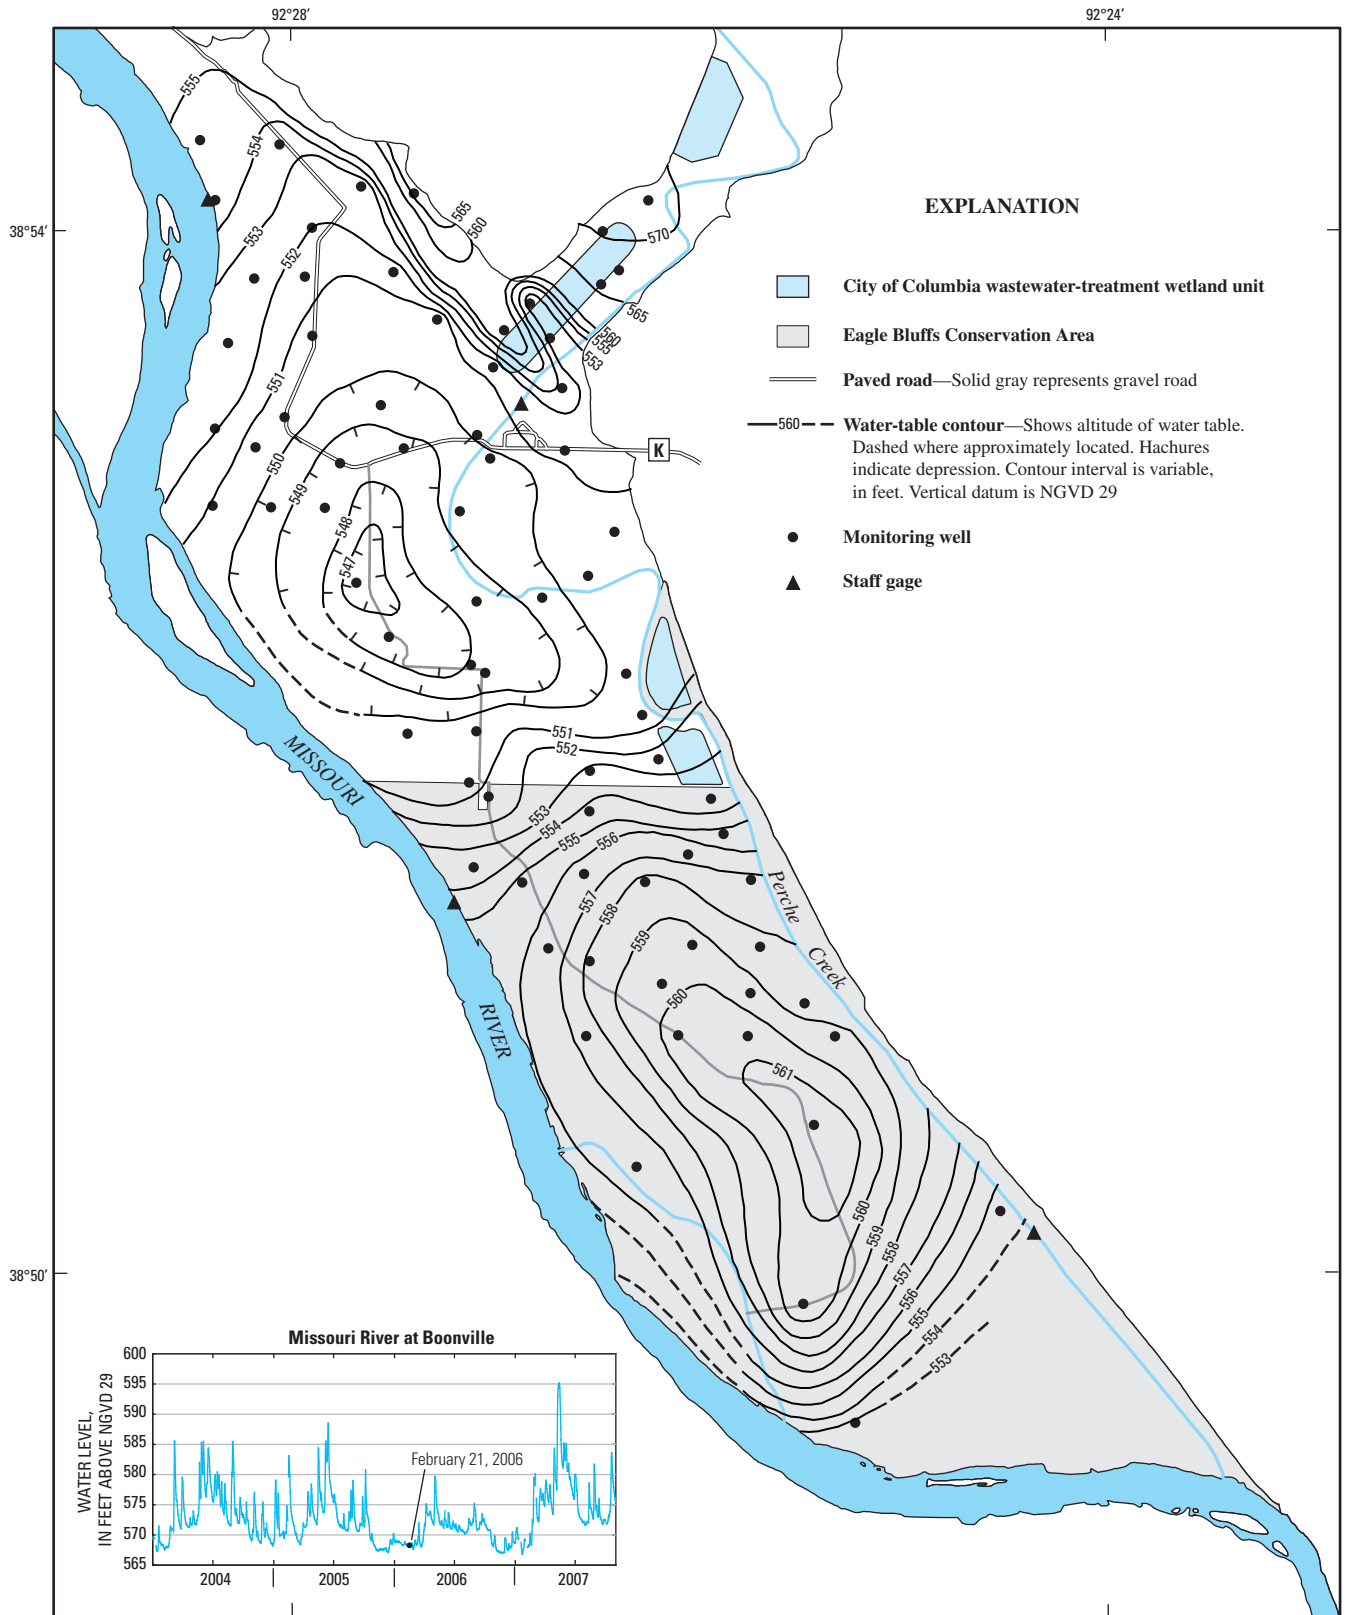 92°28′
92°24′
38°54′
38°50′
555
554
553
552
551
550
549
548
547
565
560
570
565
560
555
553
K
EXPLANATION
City of Columbia wastewater-treatment wetland unit
Eagle Bluffs Conservation Area
Paved road—Solid gray represents gravel road
560
Water-table contour—Shows altitude of water table.
Dashed where approximately located. Hachures
indicate depression. Contour interval is variable,
in feet. Vertical datum is NGVD 29
Monitoring well
Staff gage
551
552
553
554
555
556
557
558
559
560
561
560
559
558
557
556
555
554
553
MISSOURI
RIVER
Perche
Creek
Missouri River at Boonville
WATER LEVEL,
IN FEET ABOVE NGVD 29
600
595
590
585
580
575
570
565
February 21, 2006
2004
2005
2006
2007